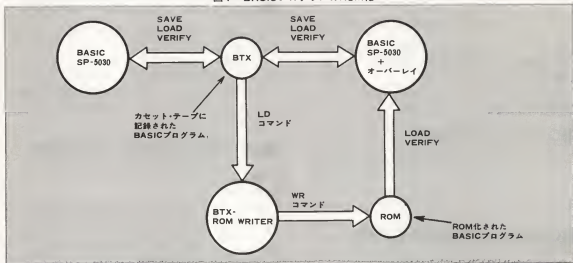 SAVE
LOAD
VERIFY
SAVE
LOAD
VERIFY
BASIC
SP-5030
BTX
BASIC
SP-5030
+
オーバーレイ
カセット・テープに
記録された
BASICプログラム.
LD
コマンド
LOAD
VERIFY
BTX-
ROM WRITER
WR
コマンド
ROM
ROM化された
BASICプログラム